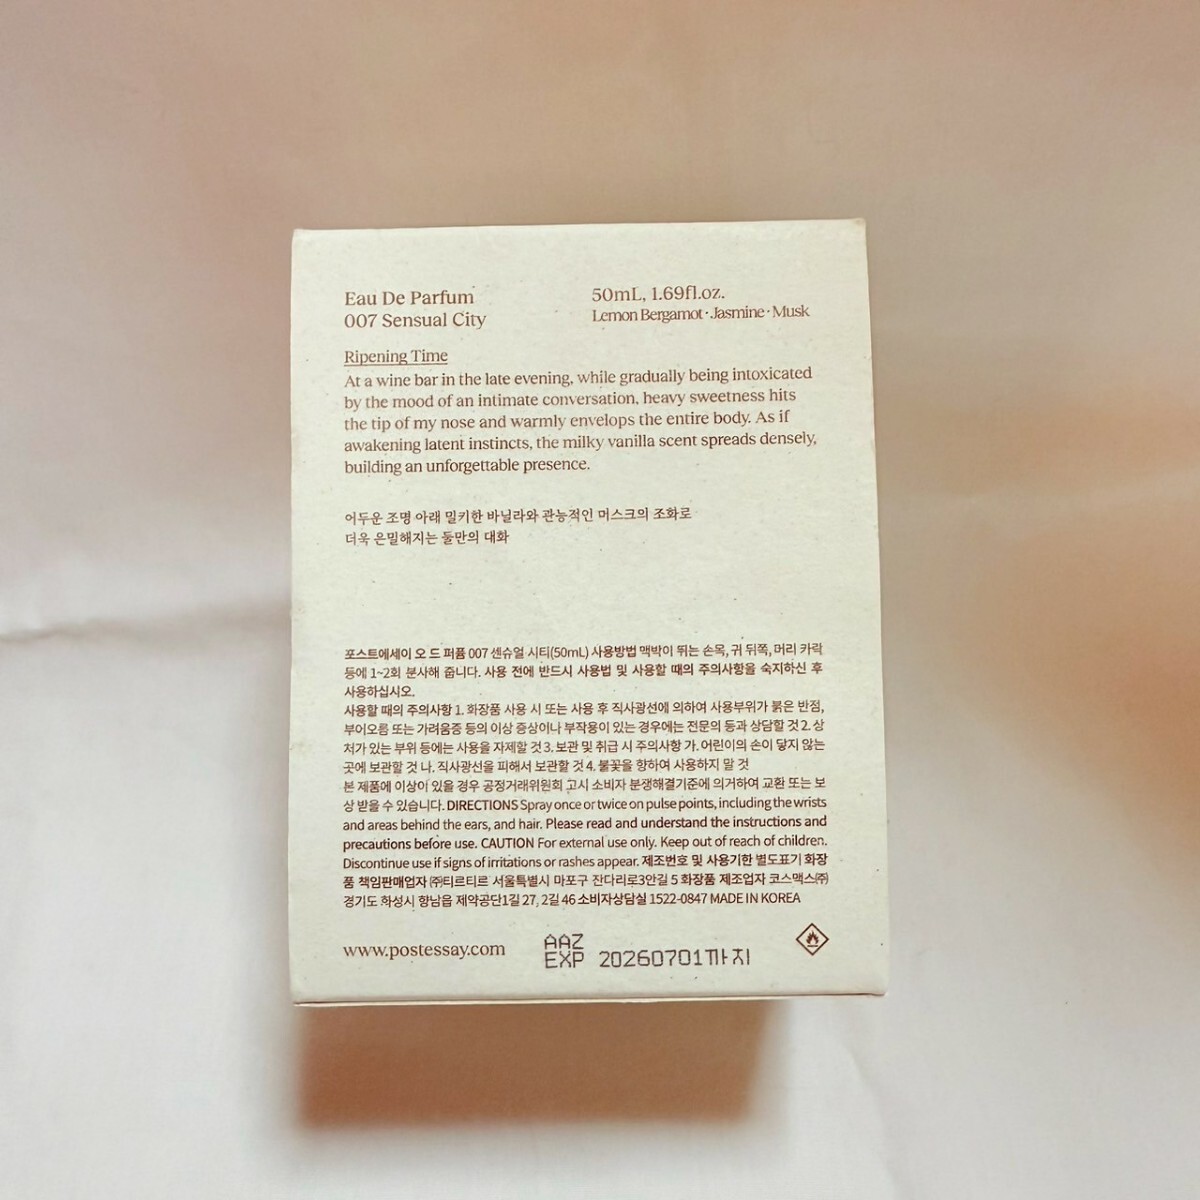 Eau De Parfum
007 Sensual City
50mL, 1.69fl.oz.
Lemon Bergamot · Jasmine · Musk
Ripening Time
At a wine bar in the late evening, while gradually being intoxicated
by the mood of an intimate conversation, heavy sweetness hits
the tip of my nose and warmly envelops the entire body. As if
awakening latent instincts, the milky vanilla scent spreads densely,
building an unforgettable presence.
어두운 조명 아래 밀키한 바닐라와 관능적인 머스크의 조화로
더욱 은밀해지는 둘만의 대화
포스트에세이 오 드 퍼퓸 007 센슈얼 시티(50mL) 사용방법 맥박이 뛰는 손목, 귀 뒤쪽, 머리 카락
등에 1~2회 분사해 줍니다. 사용 전에 반드시 사용법 및 사용할 때의 주의사항을 숙지하신 후
사용하십시오.
사용할 때의 주의사항 1. 화장품 사용 시 또는 사용 후 직사광선에 의하여 사용부위가 붉은 반점,
부어오름 또는 가려움증 등의 이상 증상이나 부작용이 있는 경우에는 전문의 등과 상담할 것 2. 상
처가 있는 부위 등에는 사용을 자제할 것 3. 보관 및 취급 시 주의사항 가. 어린이의 손이 닿지 않는
곳에 보관할 것 나. 직사광선을 피해서 보관할 것 4. 불꽃을 향하여 사용하지 말 것
본 제품에 이상이 있을 경우 공정거래위원회 고시 소비자 분쟁해결기준에 의거하여 교환 또는 보
상 받을 수 있습니다. DIRECTIONS Spray once or twice on pulse points, including the wrists
and areas behind the ears, and hair. Please read and understand the instructions and
precautions before use. CAUTION For external use only. Keep out of reach of children.
Discontinue use if signs of irritations or rashes appear. 제조번호 및 사용기한 별도표기 화장
품 책임판매업자 ㈜티르티르 서울특별시 마포구 잔다리로3안길 5 화장품 제조업자 코스맥스㈜
경기도 화성시 향남읍 제약공단1길 27, 2길 46 소비자상담실 1522-0847 MADE IN KOREA
www.postessay.com
AAZ
EXP 20260701까지